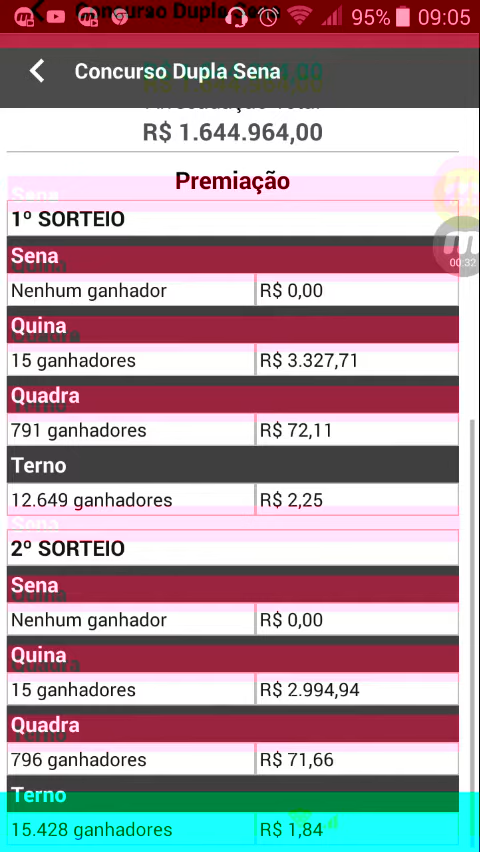 95% 09:05
Concurso Dupla Sena
R$ 1.644.964,00
Premiação
1º SORTEIO
Sena
00:32
Nenhum ganhador R$ 0,00
Quina
15 ganhadores R$ 3.327,71
Quadra
791 ganhadores R$ 72,11
Terno
12.649 ganhadores R$ 2,25
2º SORTEIO
Sena
Nenhum ganhador R$ 0,00
Quina
15 ganhadores R$ 2.994,94
Quadra
796 ganhadores R$ 71,66
Terno
15.428 ganhadores R$ 1,84